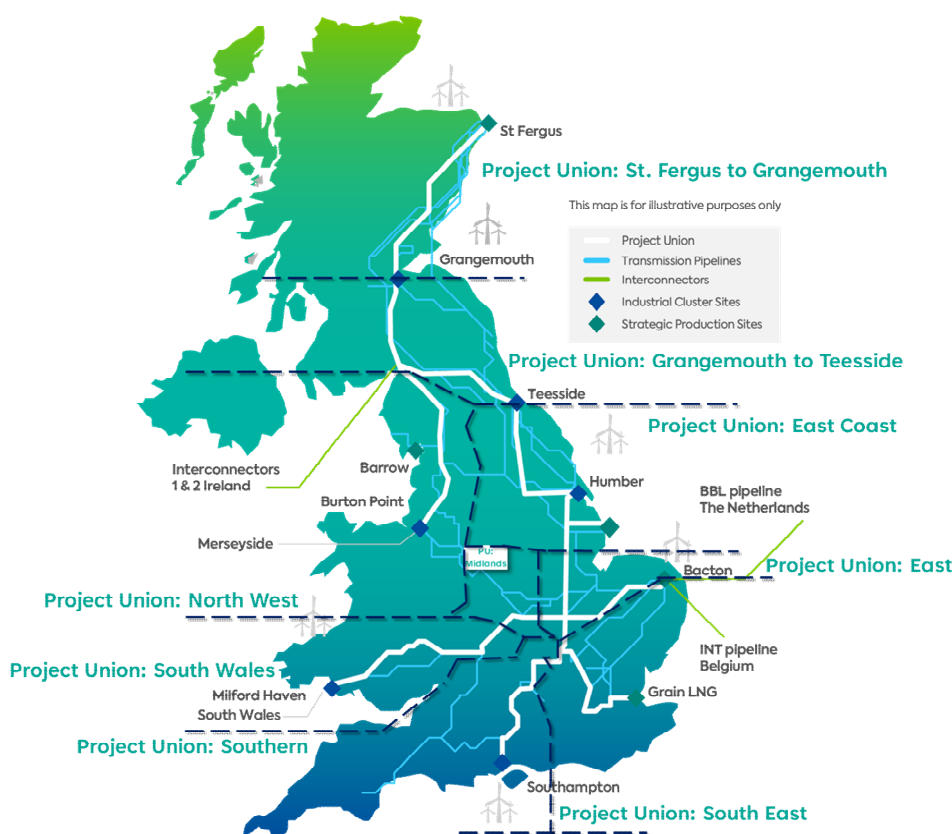 St Fergus
Project Union: St. Fergus to Grangemouth
This map is for illustrative purposes only
Project Union
Transmission Pipelines
Interconnectors
Industrial Cluster Sites
Strategic Production Sites
Grangemouth
Project Union: Grangemouth to Teesside
Teesside
Project Union: East Coast
Interconnectors
1 & 2 Ireland
Barrow
Burton Point
Merseyside
Humber
BBL pipeline
The Netherlands
PU:
Midlands
Bacton
Project Union: East
Project Union: North West
INT pipeline
Belgium
Project Union: South Wales
Milford Haven
South Wales
Grain LNG
Project Union: Southern
Southampton
Project Union: South East